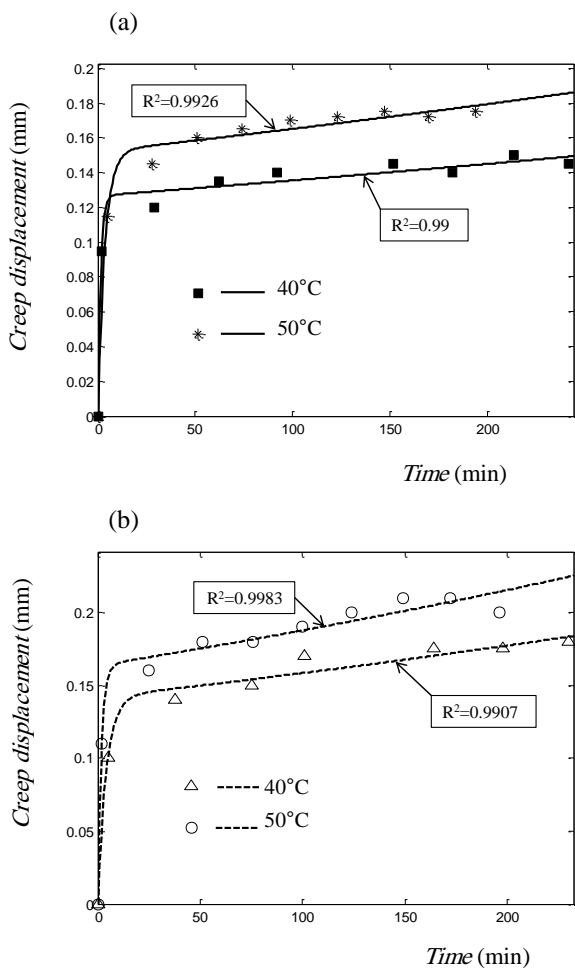 (a)
0.2
0.18
0.16
0.14
0.12
0.1
0.08
0.06
0.04
0.02
0
Creep displacement (mm)
R²=0.9926
R²=0.99
40°C
50°C
0 50 100 150 200
Time (min)
(b)
0.2
0.15
0.1
0.05
0
Creep displacement (mm)
R²=0.9983
R²=0.9907
40°C
50°C
0 50 100 150 200
Time (min)